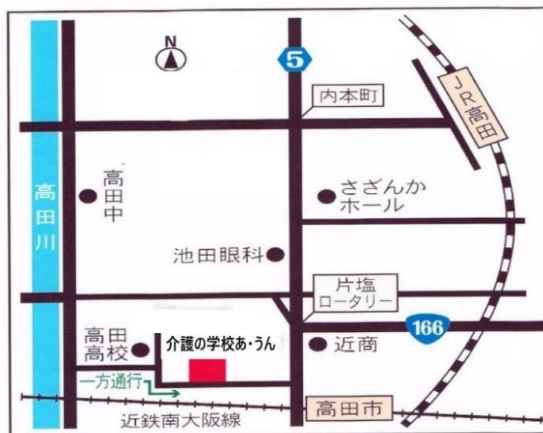 N
5
内本町
JR高田
高田川
高田中
さざんか
ホール
池田眼科
片塩
ロータリー
166
高田
高校
介護の学校あ・うん
近商
一方通行
近鉄南大阪線
高田市